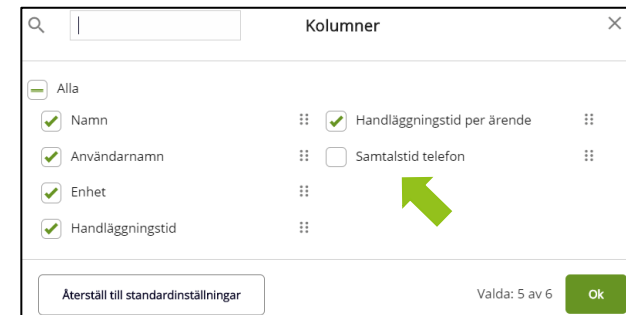 Kolumner
Alla
Namn
Användarnamn
Enhet
Handläggningstid
Handläggningstid per ärende
Samtalstid telefon
Återställ till standardinställningar
Valda: 5 av 6
Ok